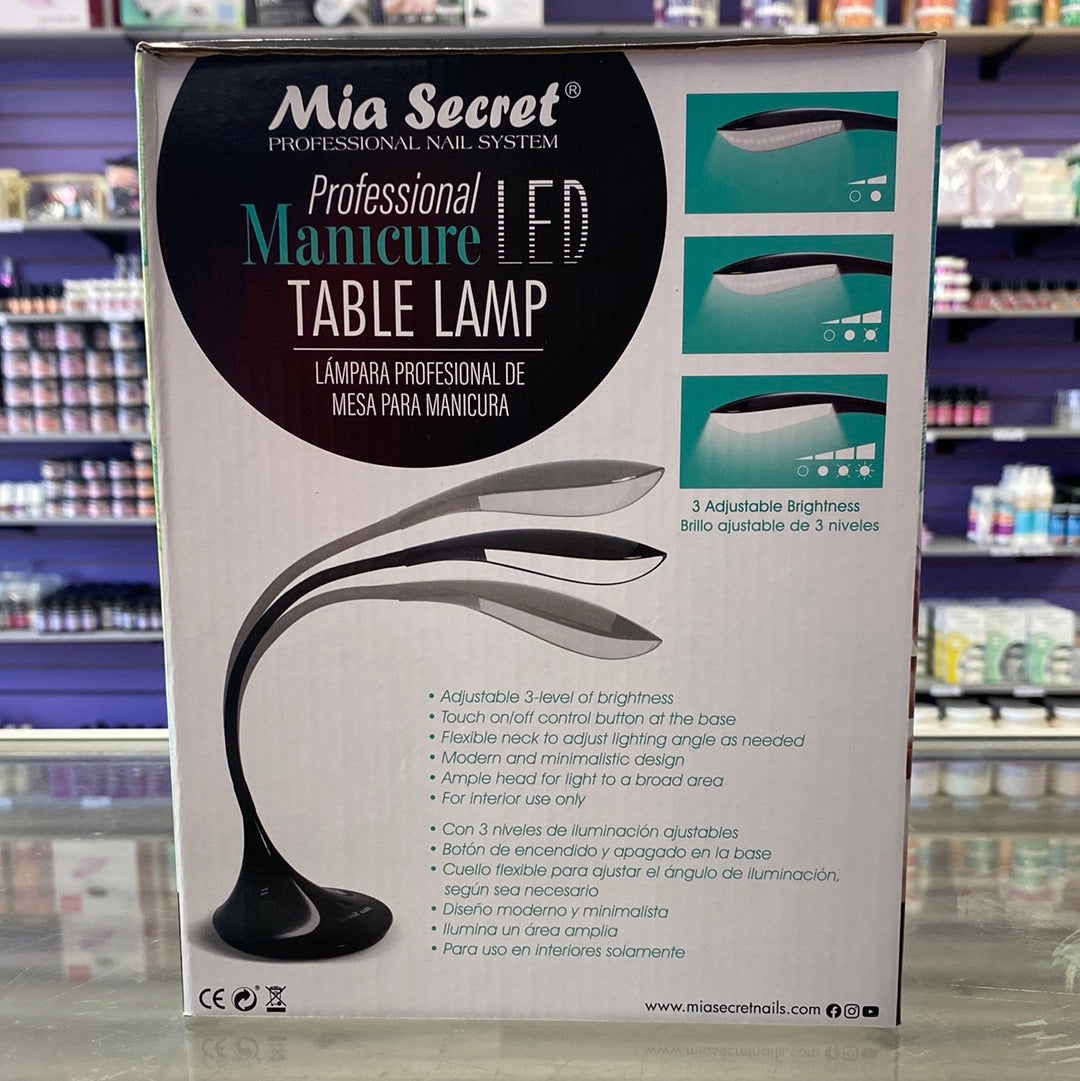 Mia Secret®
PROFESSIONAL NAIL SYSTEM
Professional
Manicure LED
TABLE LAMP
LÁMPARA PROFESIONAL DE
MESA PARA MANICURA
3 Adjustable Brightness
Brillo ajustable de 3 niveles
• Adjustable 3-level of brightness
• Touch on/off control button at the base
• Flexible neck to adjust lighting angle as needed
• Modern and minimalistic design
• Ample head for light to a broad area
• For interior use only
• Con 3 niveles de iluminación ajustables
• Botón de encendido y apagado en la base
• Cuello flexible para ajustar el ángulo de iluminación,
según sea necesario
• Diseño moderno y minimalista
• Ilumina un área amplia
• Para uso en interiores solamente
CE
www.miasecretnails.com